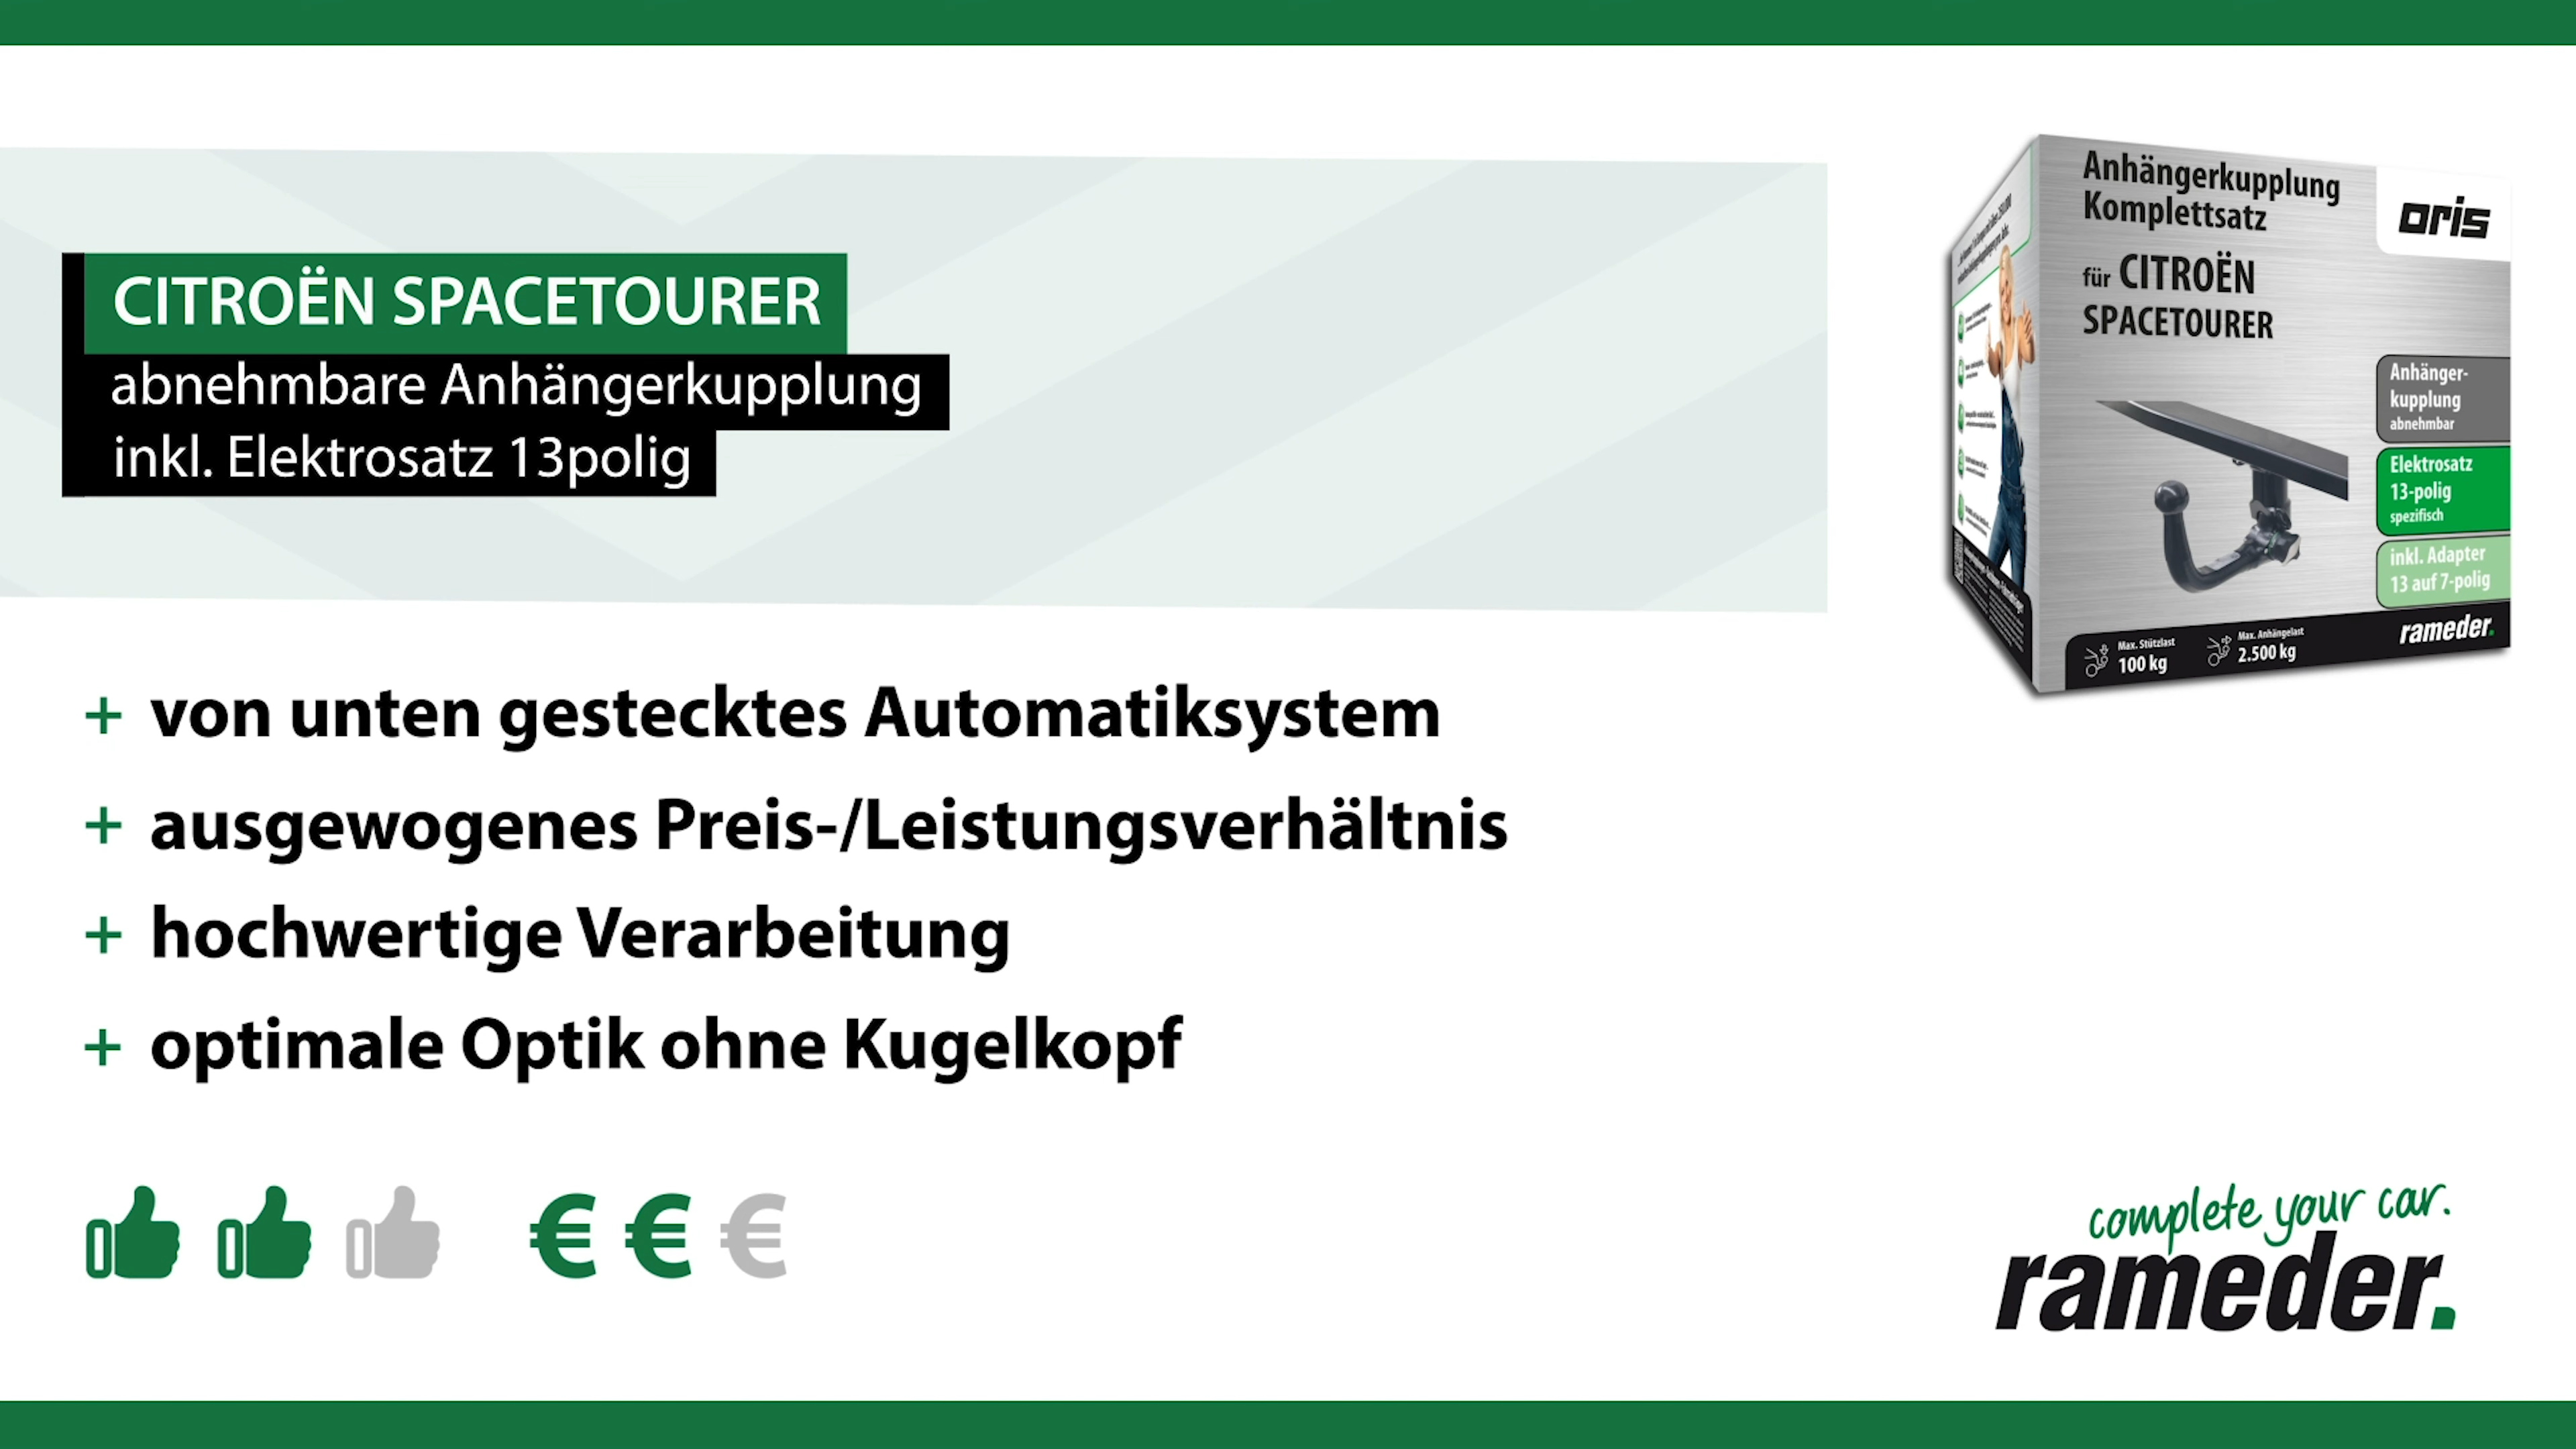 CITROËN SPACETOURER
abnehmbare Anhängerkupplung
inkl. Elektrosatz 13polig
Anhängerkupplung
Komplettsatz
oris
für CITROËN
SPACETOURER
Anhänger-
kupplung
abnehmbar
Elektrosatz
13-polig
spezifisch
inkl. Adapter
13 auf 7-polig
Max. Stützlast
100 kg
Max. Anhängelast
2.500 kg
rameder.
+ von unten gestecktes Automatiksystem
+ ausgewogenes Preis-/Leistungsverhältnis
+ hochwertige Verarbeitung
+ optimale Optik ohne Kugelkopf
€ € €
complete your car.
rameder.